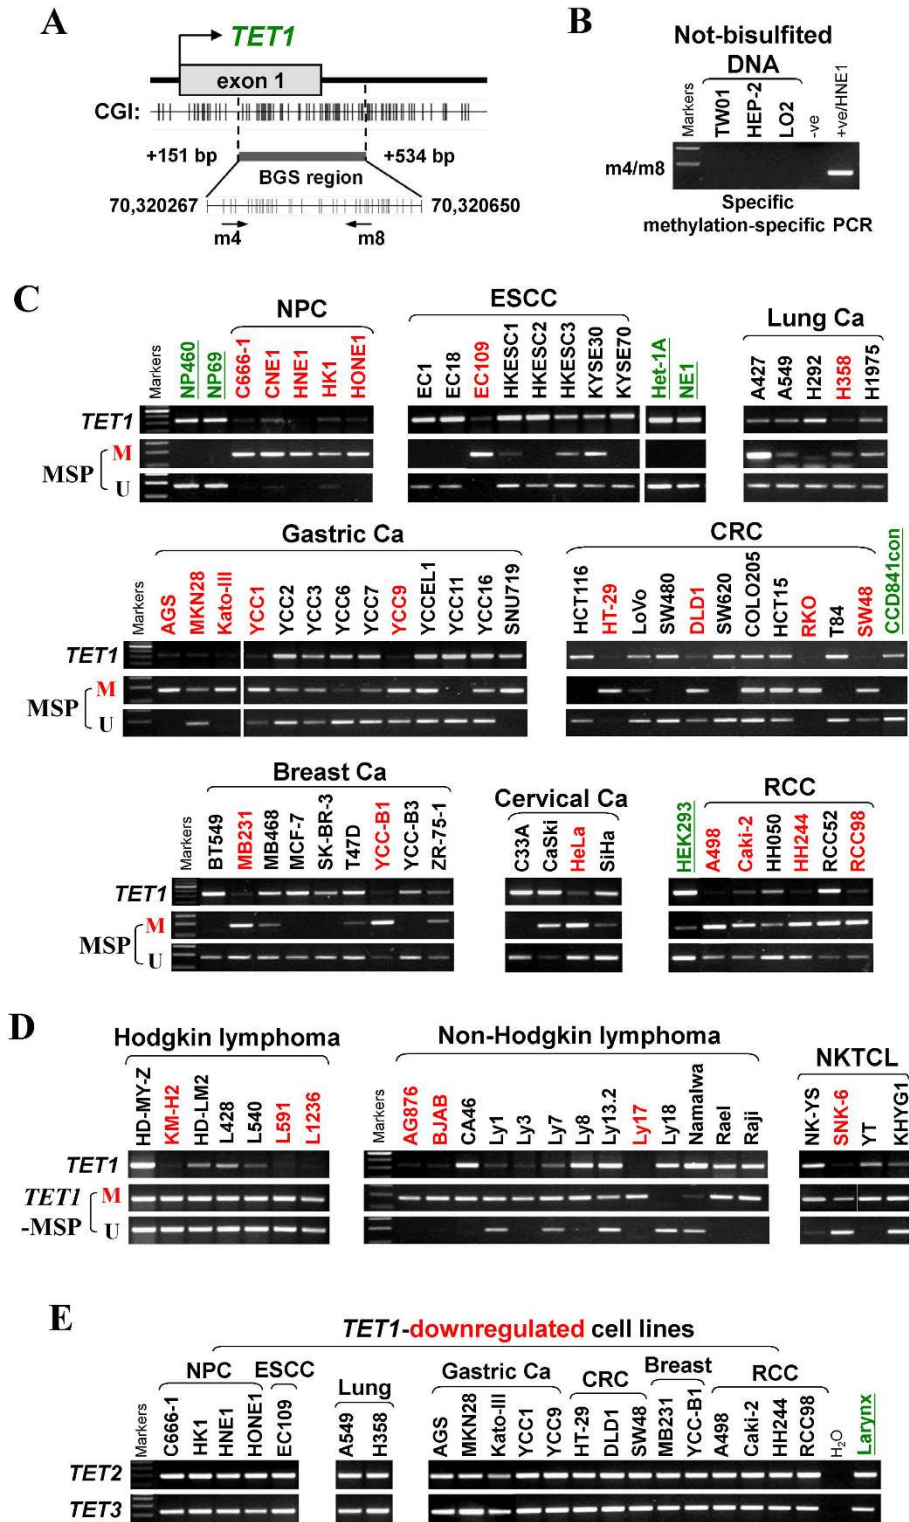 A
TET1
exon 1
CGI:
+151 bp
+534 bp
BGS region
70,320267
70,320650
m4
m8
B
Not-bisulfited
DNA
Markers
TW01
HEP-2
LO2
-ve
+ve/HNE1
m4/m8
Specific
methylation-specific PCR
C
NPC
ESCC
Lung Ca
Markers
NP460
NP69
C666-1
CNE1
HNE1
HK1
HONE1
EC1
EC18
EC109
HKESC1
HKESC2
HKESC3
KYSE30
KYSE70
Het-1A
NE1
A427
A549
H292
H358
H1975
TET1
MSP
M
U
Gastric Ca
CRC
Markers
AGS
MKN28
Kato-III
YCC1
YCC2
YCC3
YCC6
YCC7
YCC9
YCCEL1
YCC11
YCC16
SNU719
HCT116
HT-29
LoVo
SW480
DLD1
SW620
COLO205
HCT15
RKO
T84
SW48
CCD841con
TET1
MSP
M
U
Breast Ca
Cervical Ca
RCC
Markers
BT549
MB231
MB468
MCF-7
SK-BR-3
T47D
YCC-B1
YCC-B3
ZR-75-1
C33A
CaSki
HeLa
SiHa
HEK293
A498
Caki-2
HH050
HH244
RCC52
RCC98
TET1
MSP
M
U
D
Hodgkin lymphoma
Non-Hodgkin lymphoma
NKTCL
HD-MY-Z
KM-H2
HD-LM2
L428
L540
L591
L1236
Markers
AG876
BJAB
CA46
Ly1
Ly3
Ly7
Ly8
Ly13.2
Ly17
Ly18
Namalwa
Rael
Raji
NK-YS
SNK-6
YT
KHYG1
TET1
TET1
-MSP
M
U
E
TET1-downregulated cell lines
NPC
ESCC
Lung
Gastric Ca
CRC
Breast
RCC
Markers
C666-1
HK1
HNE1
HONE1
EC109
A549
H358
AGS
MKN28
Kato-III
YCC1
YCC9
HT-29
DLD1
SW48
MB231
YCC-B1
A498
Caki-2
HH244
RCC98
H₂O
Larynx
TET2
TET3